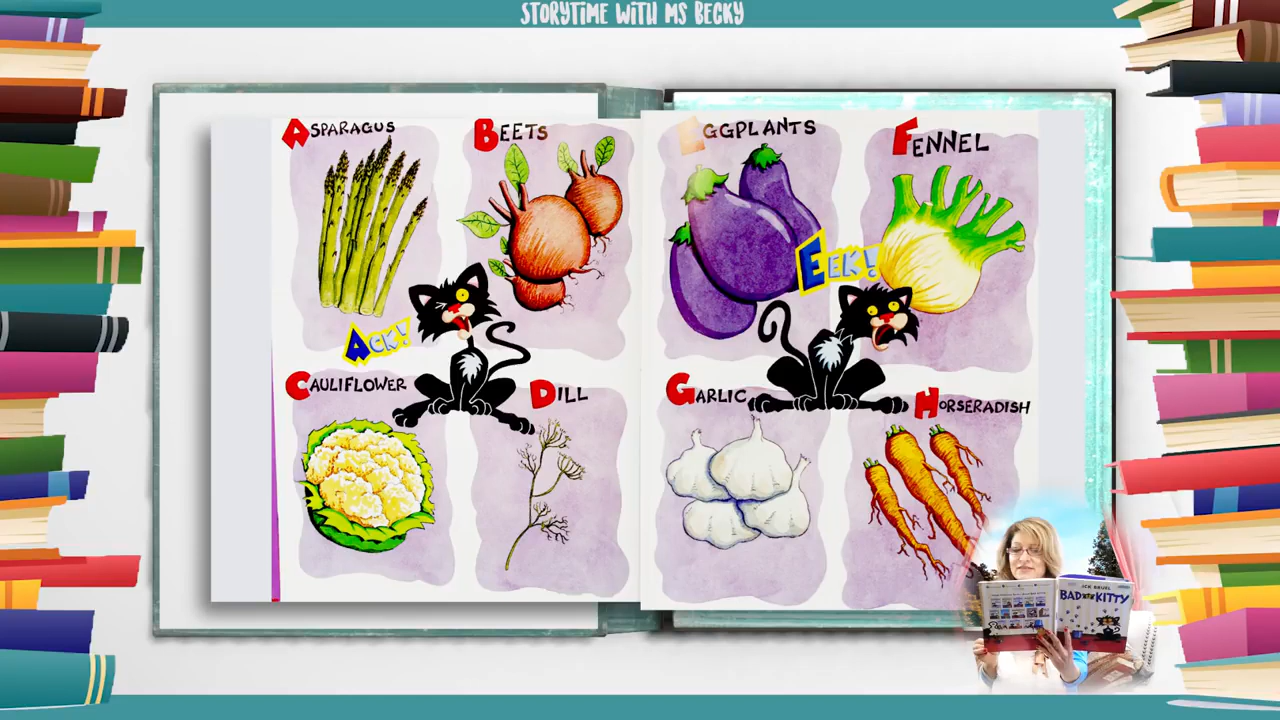 STORYTIME WITH MS BECKY
ASPARAGUS
BEETS
ACK!
CAULIFLOWER
DILL
EGGPLANTS
FENNEL
EEK!
GARLIC
HORSERADISH
BAD KITTY